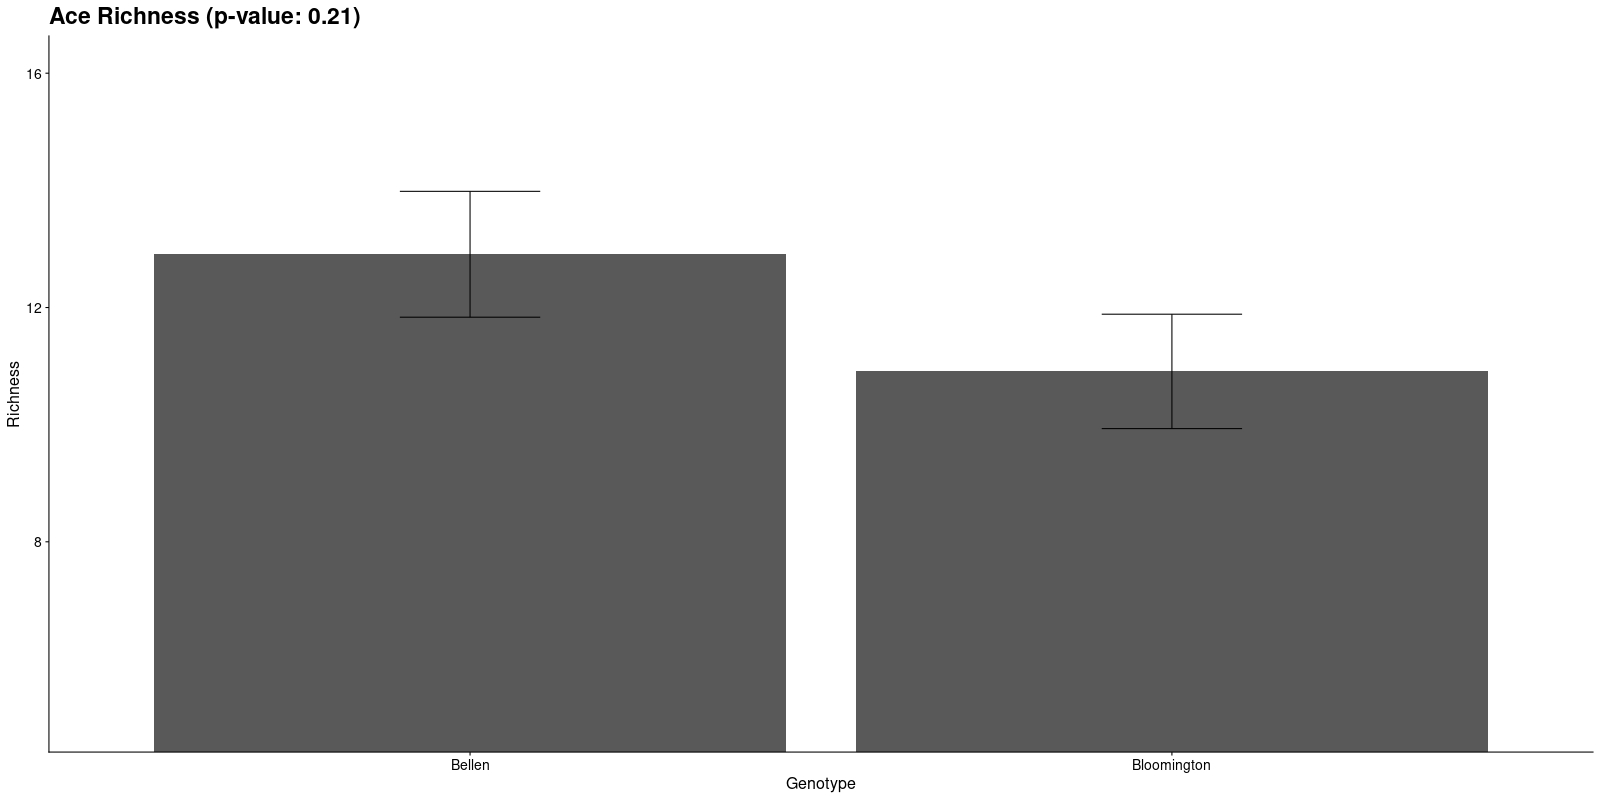 Ace Richness (p-value: 0.21)
16
12
8
Richness
Bellen
Bloomington
Genotype